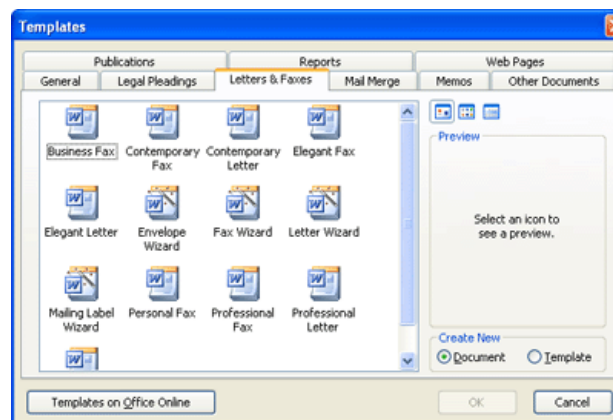 Templates
Publications Reports Web Pages
General Legal Pleadings Letters & Faxes Mail Merge Memos Other Documents
Business Fax Contemporary Fax Contemporary Letter Elegant Fax
Elegant Letter Envelope Wizard Fax Wizard Letter Wizard
Mailing Label Wizard Personal Fax Professional Fax Professional Letter
Preview
Select an icon to
see a preview.
Create New
Document Template
Templates on Office Online OK Cancel